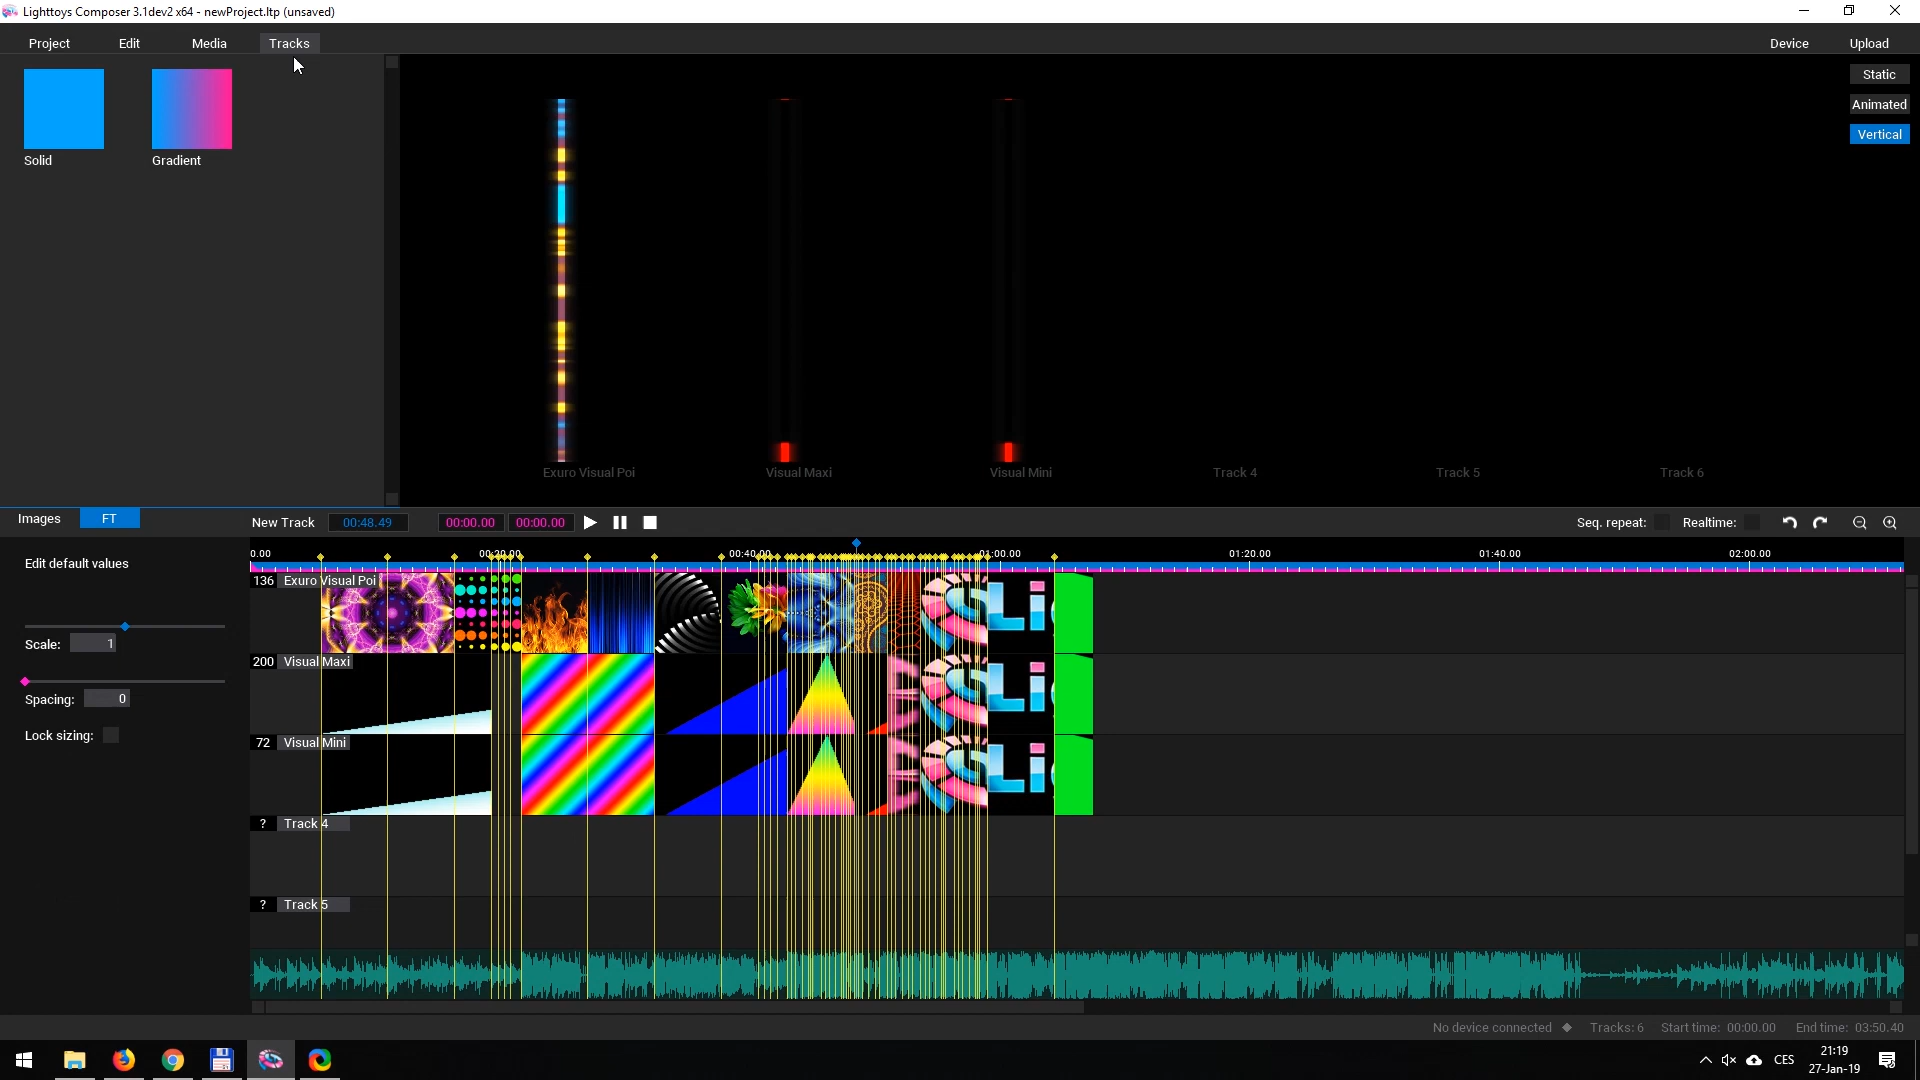 Lighttoys Composer 3.1dev2 x64 - newProject.ltp (unsaved)
Project Edit Media Tracks Device Upload
Static
Animated
Vertical
Solid Gradient
Exuro Visual Poi Visual Maxi Visual Mini Track 4 Track 5 Track 6
Images FT
New Track 00:48.49 00:00.00 00:00.00 Seq. repeat: Realtime:
0.00 00:20.00 00:40.00 01:00.00 01:20.00 01:40.00 02:00.00
Edit default values
Scale: 1
Spacing: 0
Lock sizing:
136 Exuro Visual Poi
200 Visual Maxi
72 Visual Mini
? Track 4
? Track 5
No device connected Tracks: 6 Start time: 00:00.00 End time: 03:50.40
CES
21:19
27-Jan-19